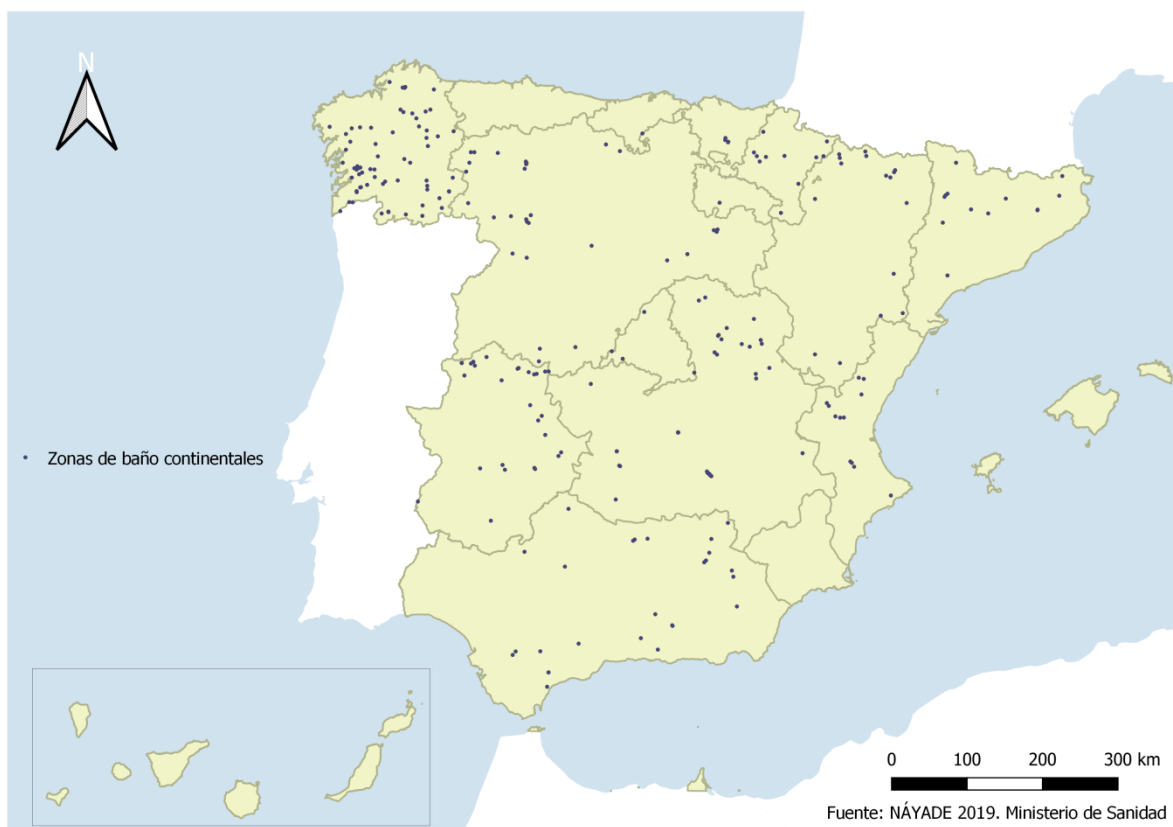 N
Zonas de baño continentales
0 100 200 300 km
Fuente: NÁYADE 2019. Ministerio de Sanidad